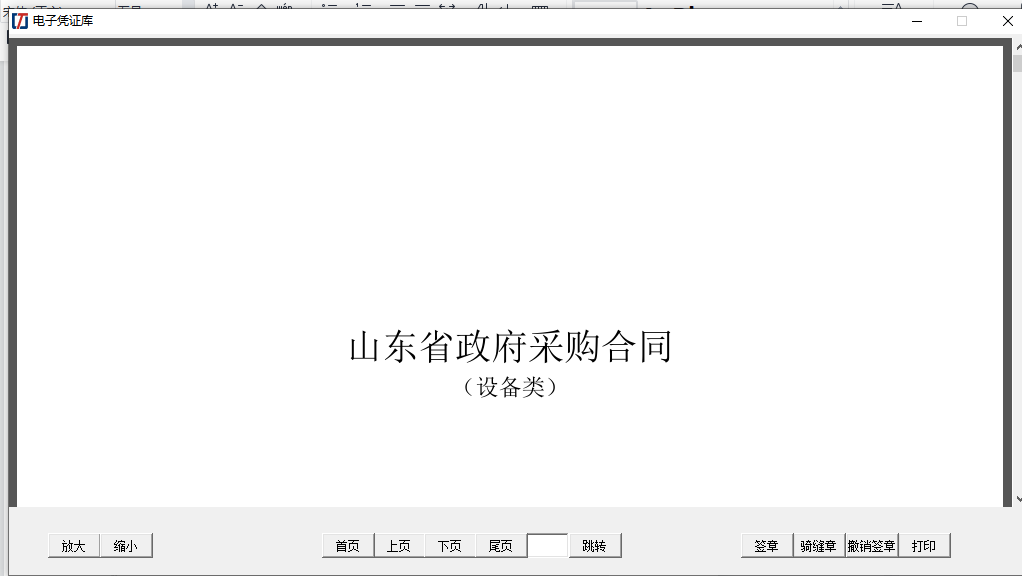 电子凭证库
山东省政府采购合同
（设备类）
放大 缩小 首页 上页 下页 尾页 跳转 签章 骑缝章 撤销签章 打印